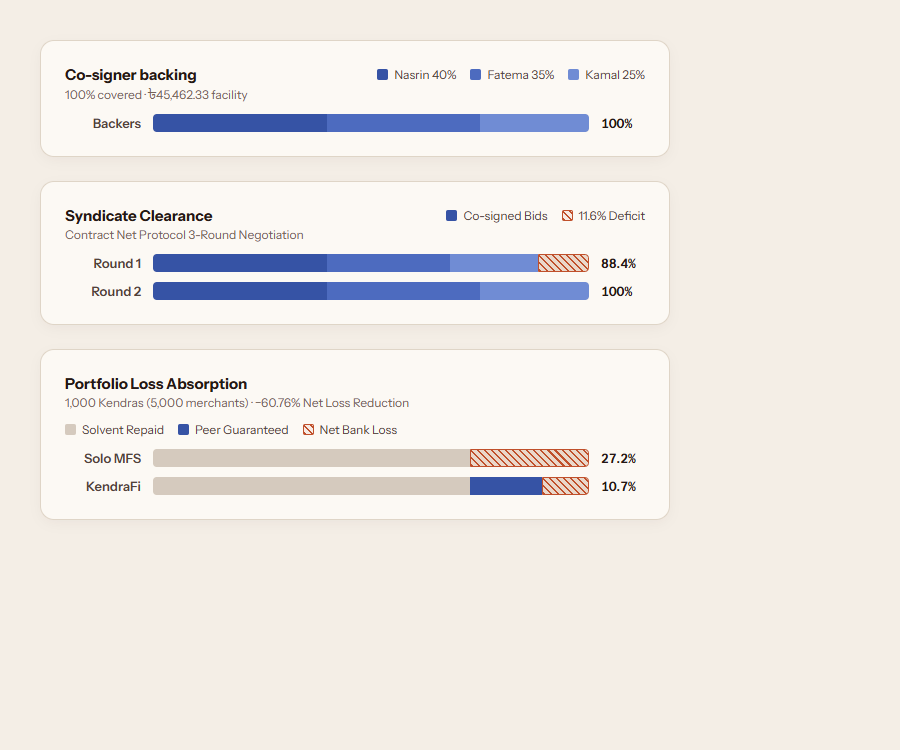 Co-signer backing
Nasrin 40% Fatema 35% Kamal 25%
100% covered · ৳45,462.33 facility
Backers 100%
Syndicate Clearance
Co-signed Bids 11.6% Deficit
Contract Net Protocol 3-Round Negotiation
Round 1 88.4%
Round 2 100%
Portfolio Loss Absorption
1,000 Kendras (5,000 merchants) · −60.76% Net Loss Reduction
Solvent Repaid Peer Guaranteed Net Bank Loss
Solo MFS 27.2%
KendraFi 10.7%